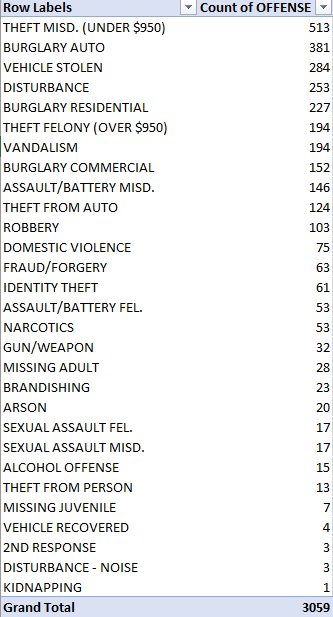 Row Labels Count of OFFENSE
THEFT MISD. (UNDER $950) 513
BURGLARY AUTO 381
VEHICLE STOLEN 284
DISTURBANCE 253
BURGLARY RESIDENTIAL 227
THEFT FELONY (OVER $950) 194
VANDALISM 194
BURGLARY COMMERCIAL 152
ASSAULT/BATTERY MISD. 146
THEFT FROM AUTO 124
ROBBERY 103
DOMESTIC VIOLENCE 75
FRAUD/FORGERY 63
IDENTITY THEFT 61
ASSAULT/BATTERY FEL. 53
NARCOTICS 53
GUN/WEAPON 32
MISSING ADULT 28
BRANDISHING 23
ARSON 20
SEXUAL ASSAULT FEL. 17
SEXUAL ASSAULT MISD. 17
ALCOHOL OFFENSE 15
THEFT FROM PERSON 13
MISSING JUVENILE 7
VEHICLE RECOVERED 4
2ND RESPONSE 3
DISTURBANCE - NOISE 3
KIDNAPPING 1
Grand Total 3059